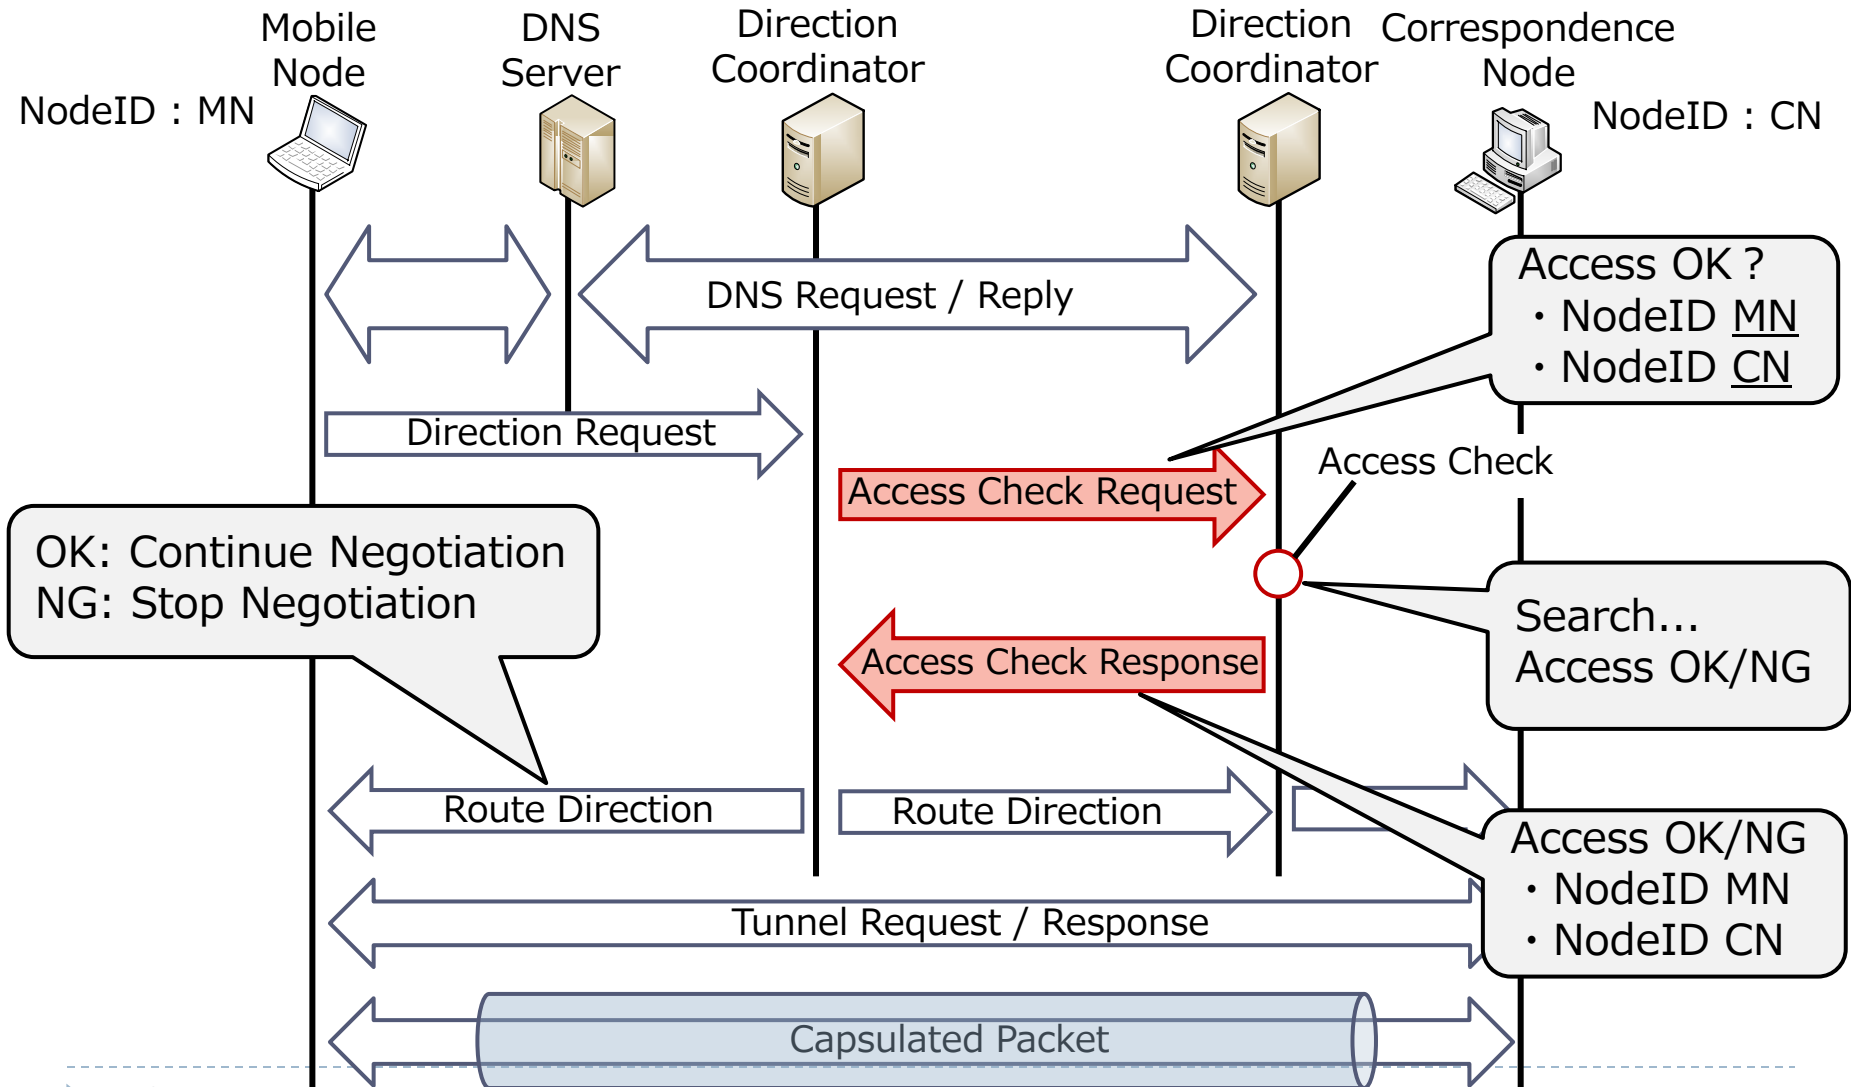 Mobile
Node
DNS
Server
Direction
Coordinator
Direction
Coordinator
Correspondence
Node
NodeID : MN
NodeID : CN
DNS Request / Reply
Access OK ?
・NodeID MN
・NodeID CN
Direction Request
Access Check
Access Check Request
OK: Continue Negotiation
NG: Stop Negotiation
Search...
Access OK/NG
Access Check Response
Route Direction
Route Direction
Access OK/NG
・NodeID MN
・NodeID CN
Tunnel Request / Response
Capsulated Packet